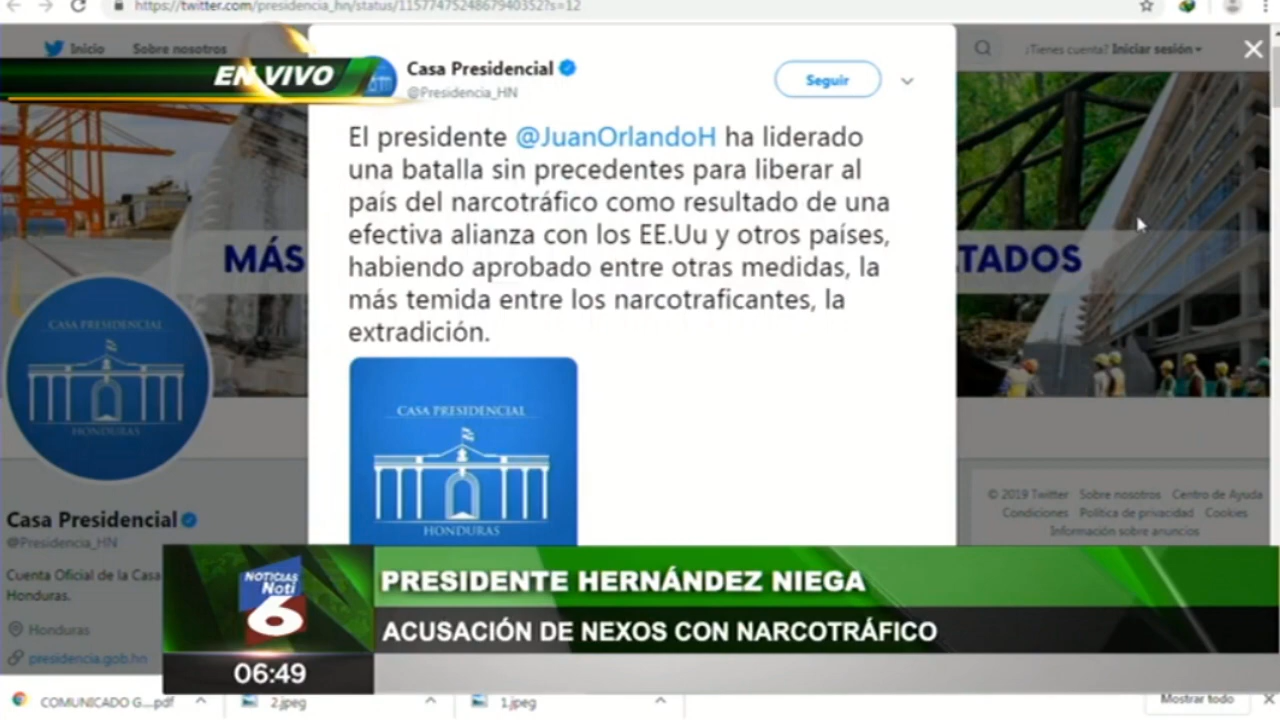 https://twitter.com/presidencia_hn/status/1157747524867940352?s=12
Inicio Sobre nosotros
¿Tienes cuenta? Iniciar sesión
EN VIVO
Casa Presidencial
@Presidencia_HN
Seguir
El presidente @JuanOrlandoH ha liderado
una batalla sin precedentes para liberar al
país del narcotráfico como resultado de una
efectiva alianza con los EE.Uu y otros países,
habiendo aprobado entre otras medidas, la
más temida entre los narcotraficantes, la
extradición.
MÁS
TADOS
CASA PRESIDENCIAL
HONDURAS
CASA PRESIDENCIAL
HONDURAS
Casa Presidencial
@Presidencia_HN
Cuenta Oficial de la Casa
Honduras.
Honduras
presidencia.gob.hn
© 2019 Twitter Sobre nosotros Centro de Ayuda
Condiciones Política de privacidad Cookies
Información sobre anuncios
NOTICIAS
Noti
6
06:49
PRESIDENTE HERNÁNDEZ NIEGA
ACUSACIÓN DE NEXOS CON NARCOTRÁFICO
COMUNICADO G....pdf
2.jpeg
1.jpeg
Mostrar todo